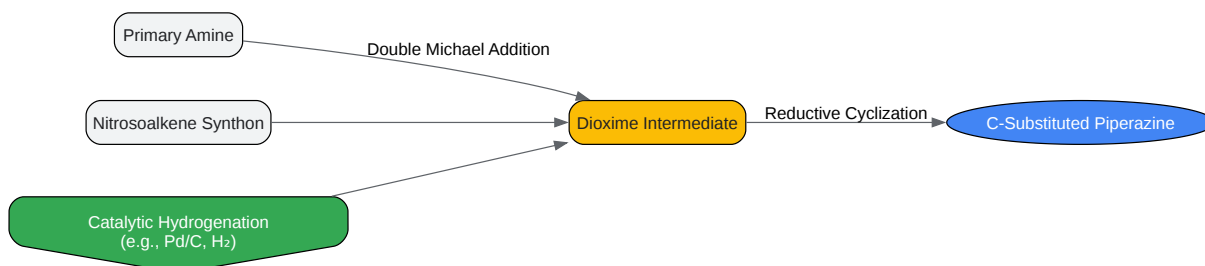 Primary Amine
Double Michael Addition
Nitrosoalkene Synthon
Dioxime Intermediate
Reductive Cyclization
C-Substituted Piperazine
Catalytic Hydrogenation
(e.g., Pd/C, H₂)